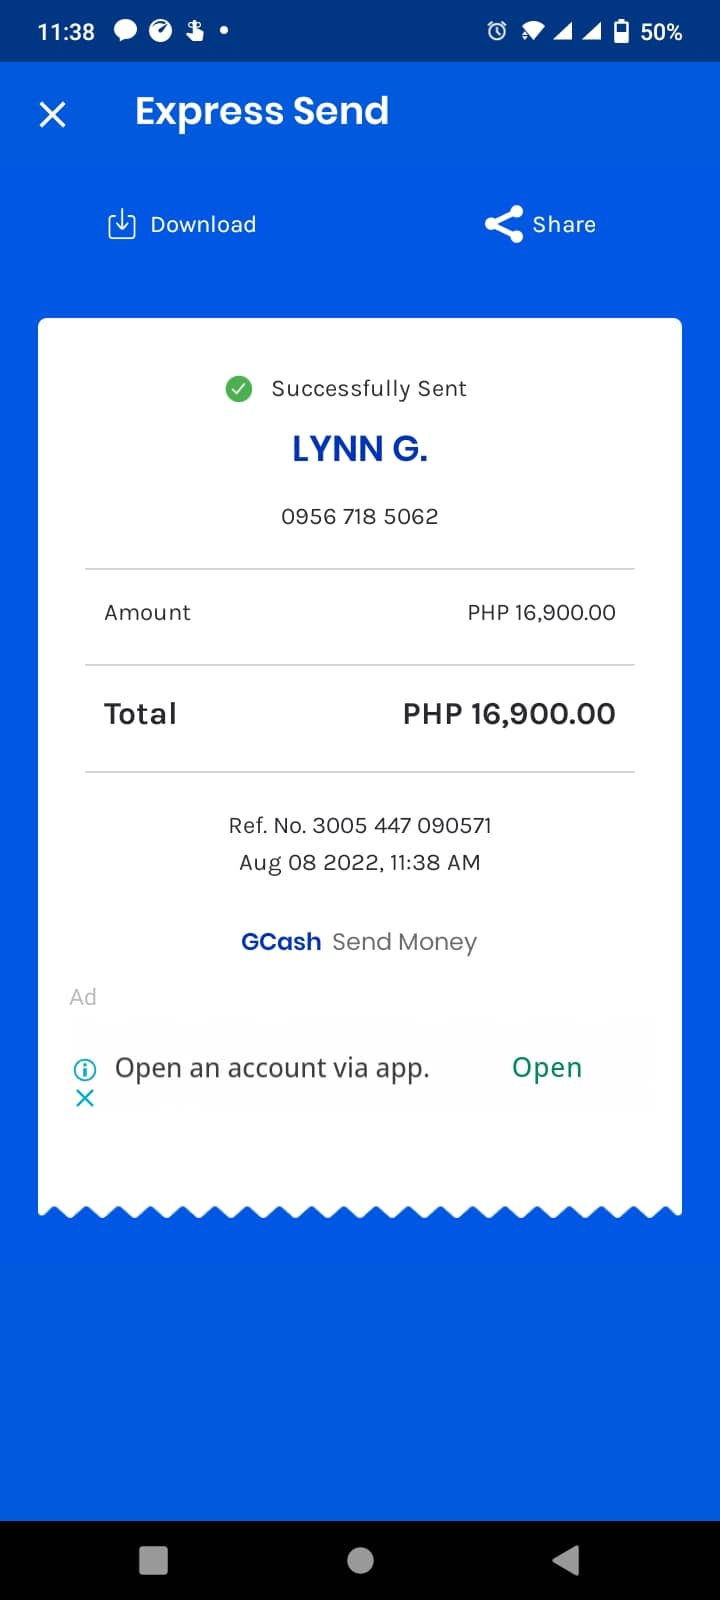 11:38 50%
Express Send
Download Share
Successfully Sent
LYNN G.
0956 718 5062
Amount PHP 16,900.00
Total PHP 16,900.00
Ref. No. 3005 447 090571
Aug 08 2022, 11:38 AM
GCash Send Money
Ad
Open an account via app. Open